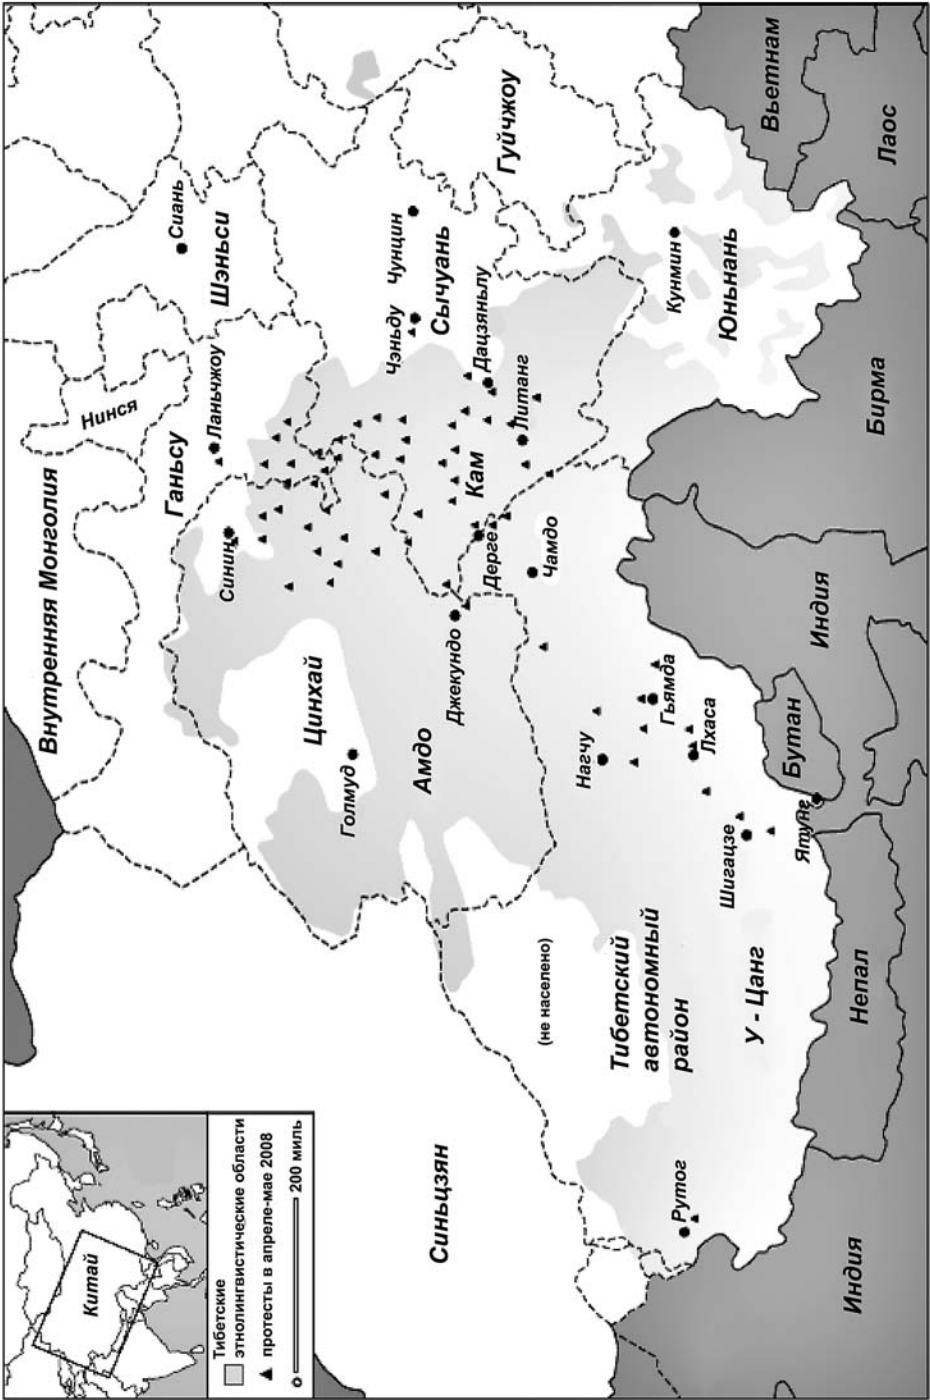 Китай
Тибетские
этнолингвистические области
протесты в апреле-мае 2008
200 миль
Синьцзян
Внутренняя Монголия
Нинся
Ганьсу
Ланьчжоу
Сиань
Шэньси
Синин
Цинхай
Голмуд
Амдо
Джекундо
Чэньду
Чунцин
Сычуань
Дацзяньлу
Литанг
Кам
Дерге
Чамдо
Гуйчжоу
Кунмин
Юньнань
(не населено)
Тибетский
автономный
район
У - Цанг
Рутог
Нагчу
Гьямда
Лхаса
Шигацзе
Ятунг
Бутан
Непал
Индия
Индия
Бирма
Лаос
Вьетнам